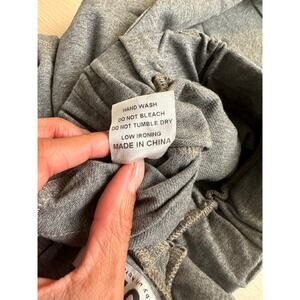 HAND WASH
DO NOT BLEACH
DO NOT TUMBLE DRY
LOW IRONING
MADE IN CHINA